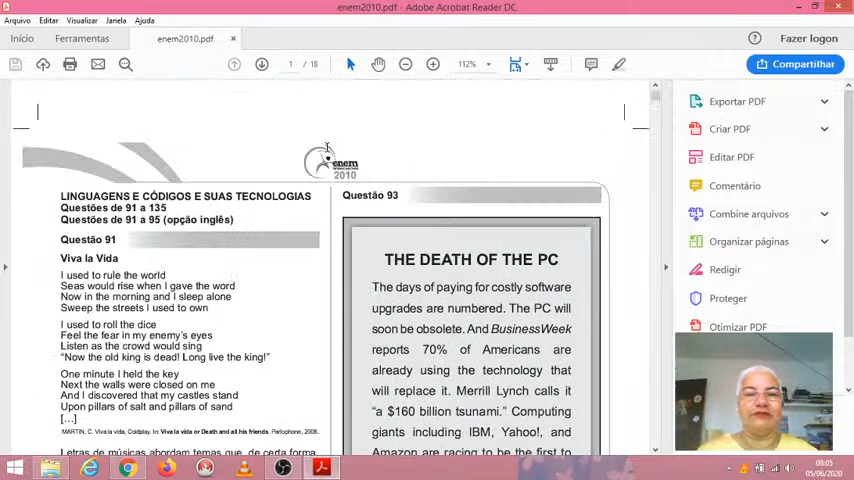 enem2010.pdf - Adobe Acrobat Reader DC
Arquivo Editar Visualizar Janela Ajuda
Início Ferramentas enem2010.pdf × Fazer logon
1 / 18 112% Compartilhar
enem
2010
LINGUAGENS E CÓDIGOS E SUAS TECNOLOGIAS
Questões de 91 a 135
Questões de 91 a 95 (opção inglês)
Questão 91
Viva la Vida
I used to rule the world
Seas would rise when I gave the word
Now in the morning and I sleep alone
Sweep the streets I used to own
I used to roll the dice
Feel the fear in my enemy's eyes
Listen as the crowd would sing
“Now the old king is dead! Long live the king!”
One minute I held the key
Next the walls were closed on me
And I discovered that my castles stand
Upon pillars of salt and pillars of sand
[...]
MARTIN, C. Viva la vida, Coldplay. In: Viva la vida or Death and all his friends. Parlophone, 2008.
Letras de músicas abordam temas que, de certa forma,
Questão 93
THE DEATH OF THE PC
The days of paying for costly software
upgrades are numbered. The PC will
soon be obsolete. And BusinessWeek
reports 70% of Americans are
already using the technology that
will replace it. Merrill Lynch calls it
“a $160 billion tsunami.” Computing
giants including IBM, Yahoo!, and
Amazon are racing to be the first to
Exportar PDF
Criar PDF
Editar PDF
Comentário
Combine arquivos
Organizar páginas
Redigir
Proteger
Otimizar PDF
08:05
05/06/2020